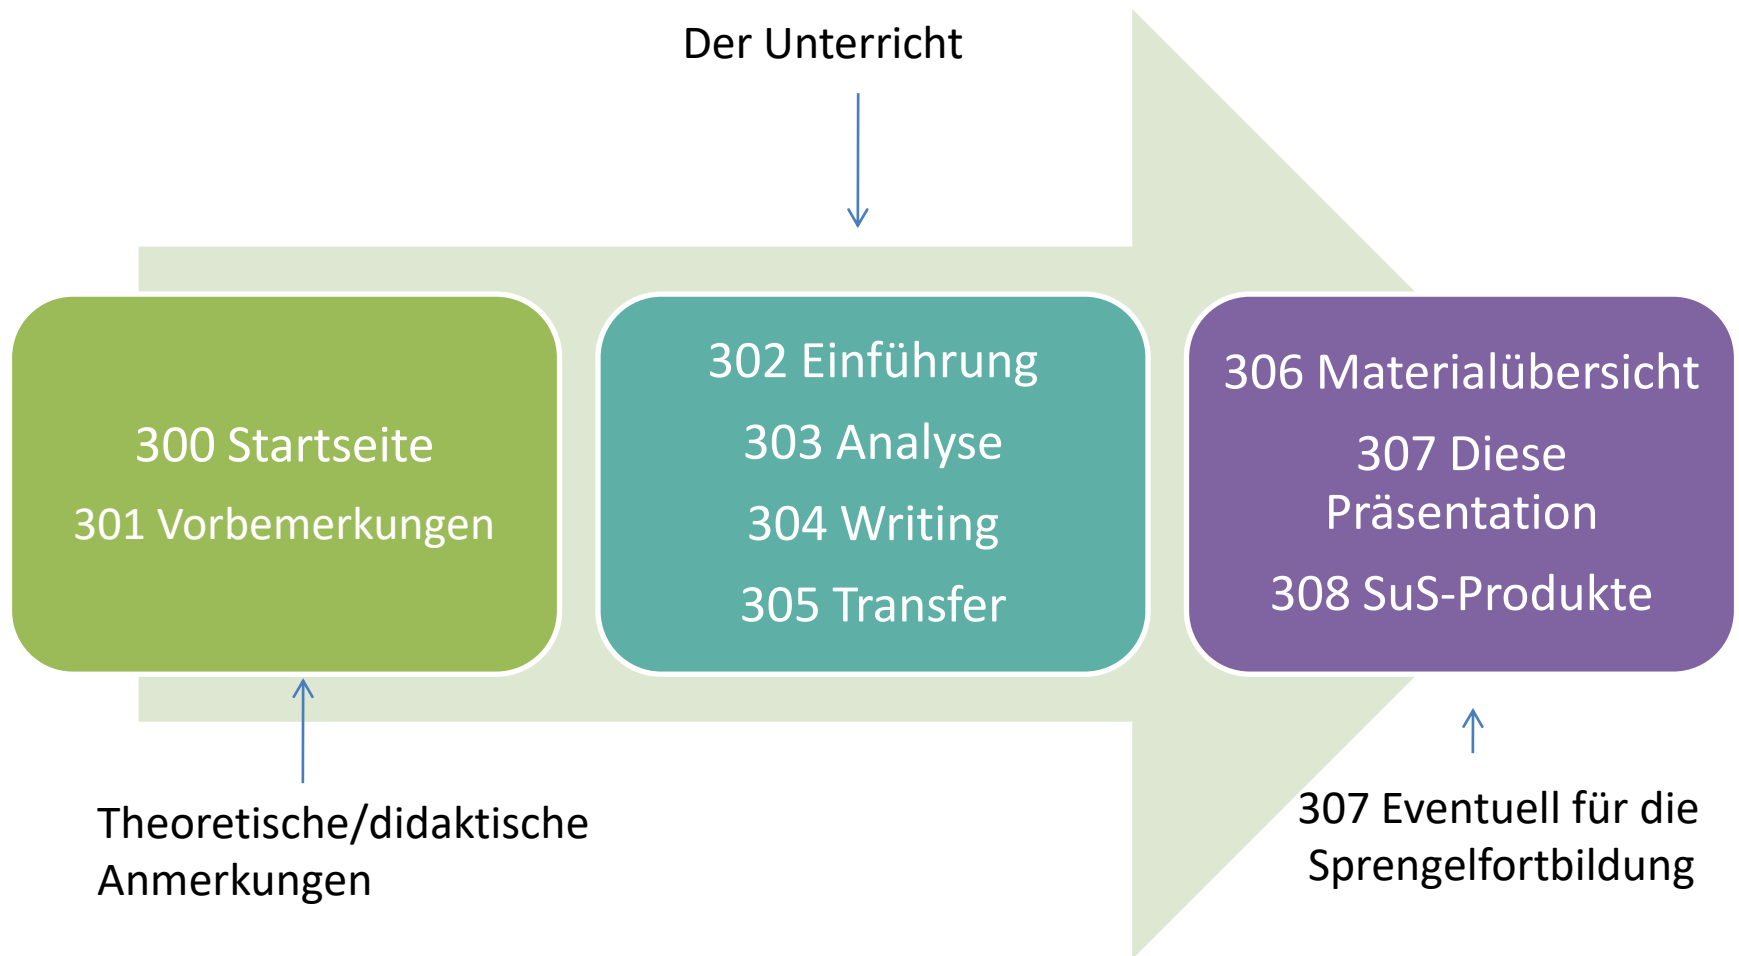 Der Unterricht
300 Startseite
301 Vorbemerkungen
302 Einführung
303 Analyse
304 Writing
305 Transfer
306 Materialübersicht
307 Diese
Präsentation
308 SuS-Produkte
Theoretische/didaktische
Anmerkungen
307 Eventuell für die
Sprengelfortbildung